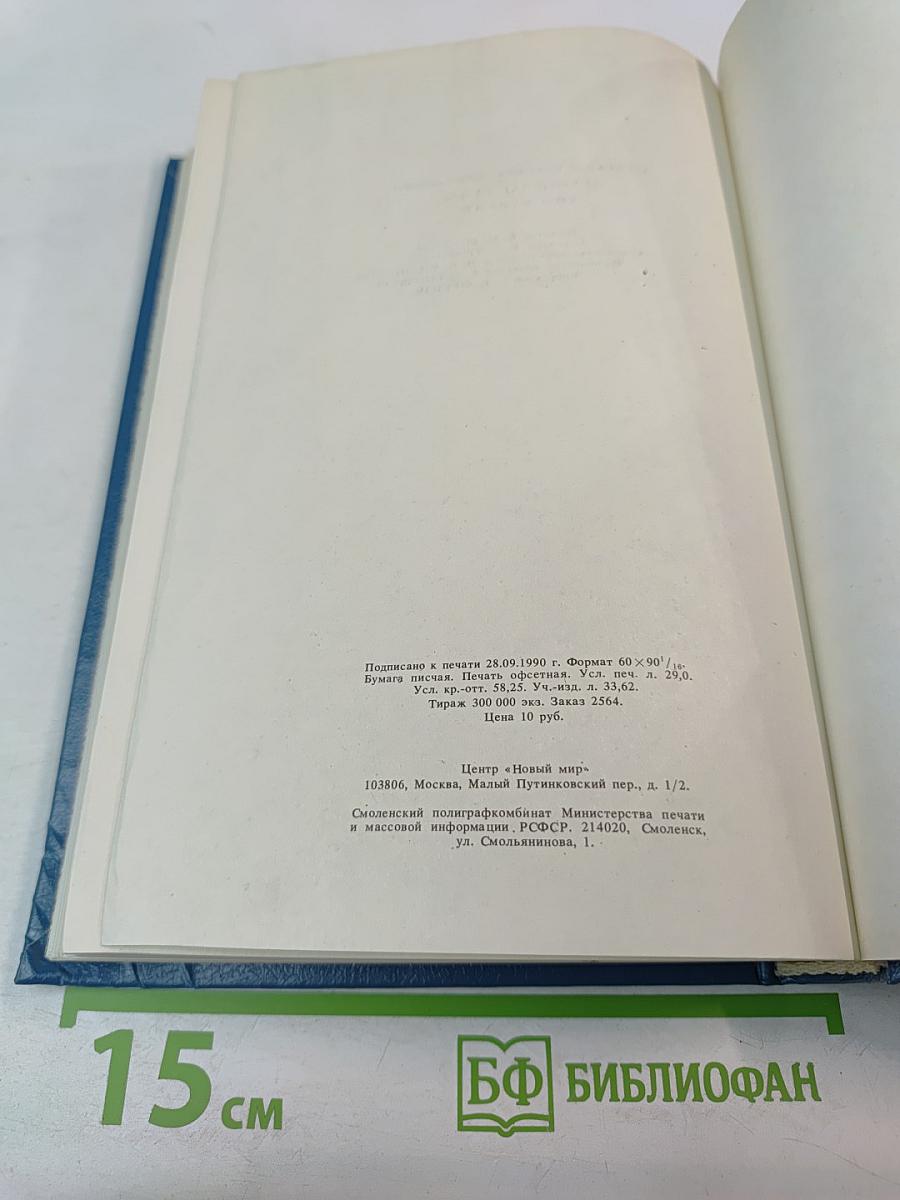 Подписано к печати 28.09.1990 г. Формат 60×90¹/₁₆.
Бумага писчая. Печать офсетная. Усл. печ. л. 29,0.
Усл. кр.-отт. 58,25. Уч.-изд. л. 33,62.
Тираж 300 000 экз. Заказ 2564.
Цена 10 руб.
Центр «Новый мир»
103806, Москва, Малый Путинковский пер., д. 1/2.
Смоленский полиграфкомбинат Министерства печати
и массовой информации РСФСР. 214020, Смоленск,
ул. Смольянинова, 1.
15 см
БФ БИБЛИОФАН